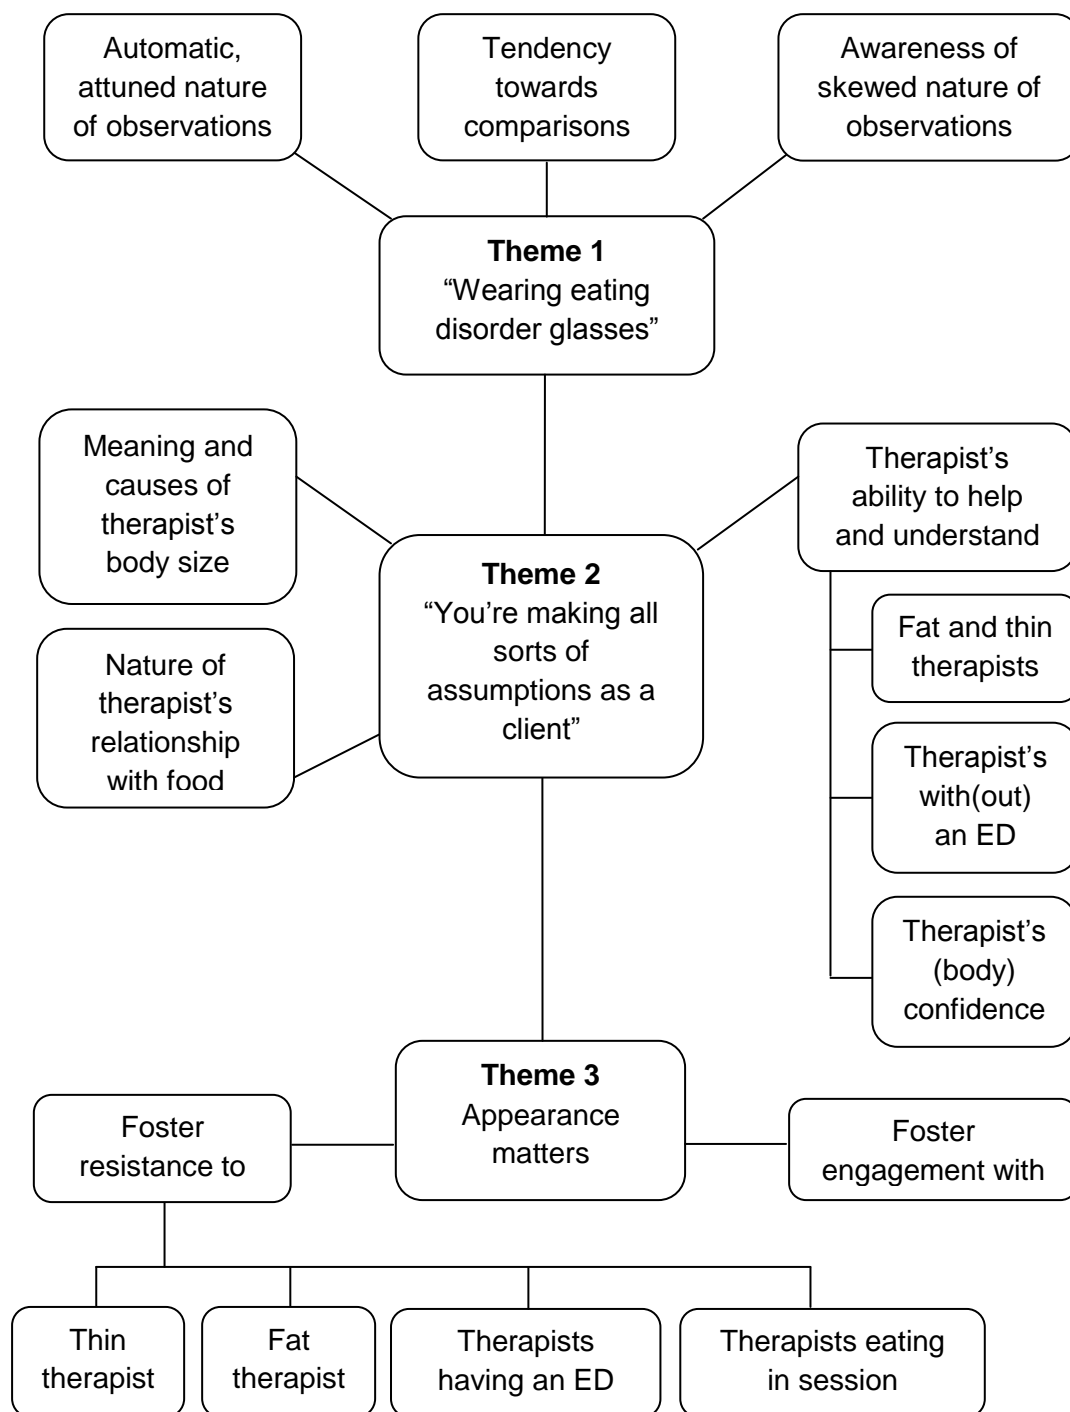 Automatic,
attuned nature
of observations
Tendency
towards
comparisons
Awareness of
skewed nature of
observations
Theme 1
“Wearing eating
disorder glasses”
Meaning and
causes of
therapist’s
body size
Nature of
therapist’s
relationship
with food
Theme 2
“You’re making all
sorts of
assumptions as a
client”
Therapist’s
ability to help
and understand
Fat and thin
therapists
Therapist’s
with(out)
an ED
Therapist’s
(body)
confidence
Theme 3
Appearance
matters
Foster
resistance to
Foster
engagement with
Thin
therapist
Fat
therapist
Therapists
having an ED
Therapists eating
in session